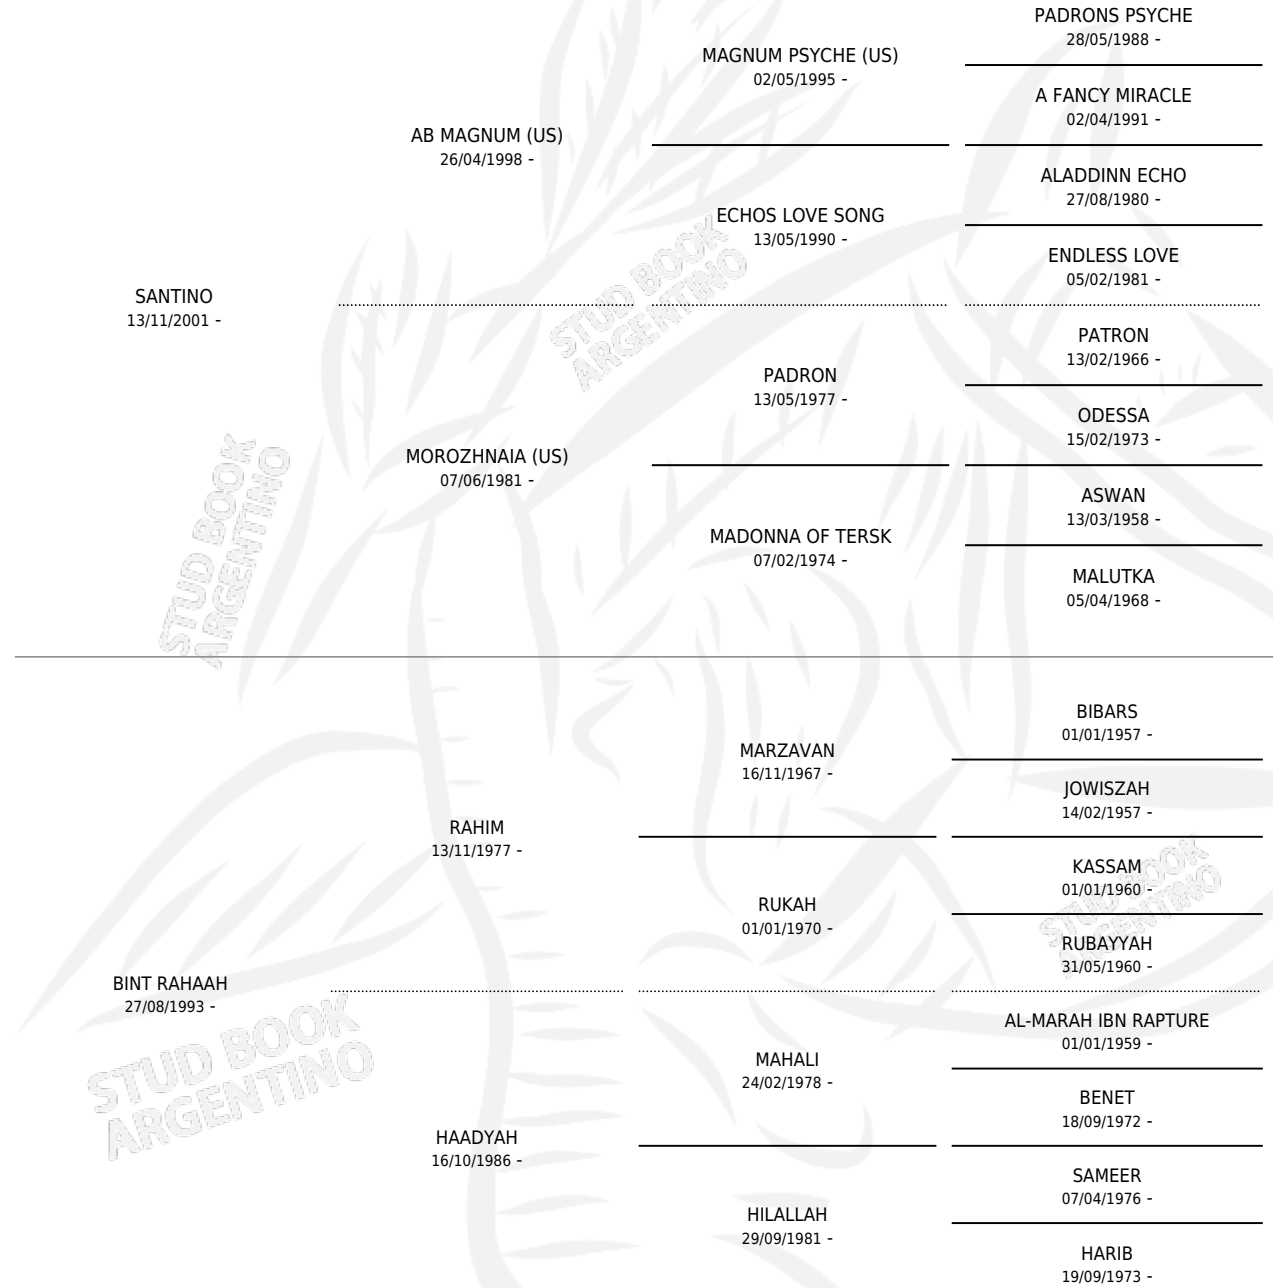 PADRONS PSYCHE
28/05/1988 -
MAGNUM PSYCHE (US)
02/05/1995 -
A FANCY MIRACLE
02/04/1991 -
AB MAGNUM (US)
26/04/1998 -
ALADDINN ECHO
27/08/1980 -
ECHOS LOVE SONG
13/05/1990 -
ENDLESS LOVE
05/02/1981 -
SANTINO
13/11/2001 -
PATRON
13/02/1966 -
PADRON
13/05/1977 -
ODESSA
15/02/1973 -
MOROZHNAIA (US)
07/06/1981 -
ASWAN
13/03/1958 -
MADONNA OF TERSK
07/02/1974 -
MALUTKA
05/04/1968 -
BIBARS
01/01/1957 -
MARZAVAN
16/11/1967 -
JOWISZAH
14/02/1957 -
RAHIM
13/11/1977 -
KASSAM
01/01/1960 -
RUKAH
01/01/1970 -
RUBAYYAH
31/05/1960 -
BINT RAHAAH
27/08/1993 -
AL-MARAH IBN RAPTURE
01/01/1959 -
MAHALI
24/02/1978 -
BENET
18/09/1972 -
HAADYAH
16/10/1986 -
SAMEER
07/04/1976 -
HILALLAH
29/09/1981 -
HARIB
19/09/1973 -
STUD BOOK
ARGENTINO
STUD BOOK
ARGENTINO
STUD BOOK
ARGENTINO
STUD BOOK
ARGENTINO